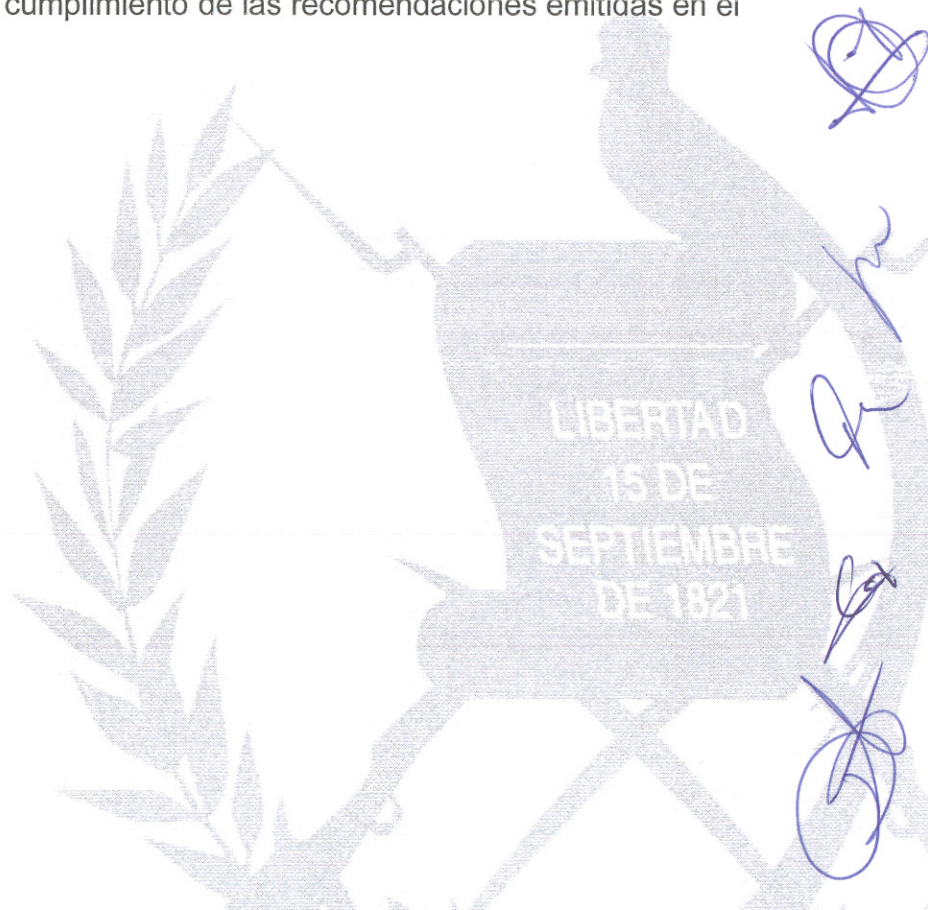 cumplimiento de las recomendaciones emitidas en el
LIBERTAD
15 DE
SEPTIEMBRE
DE 1821